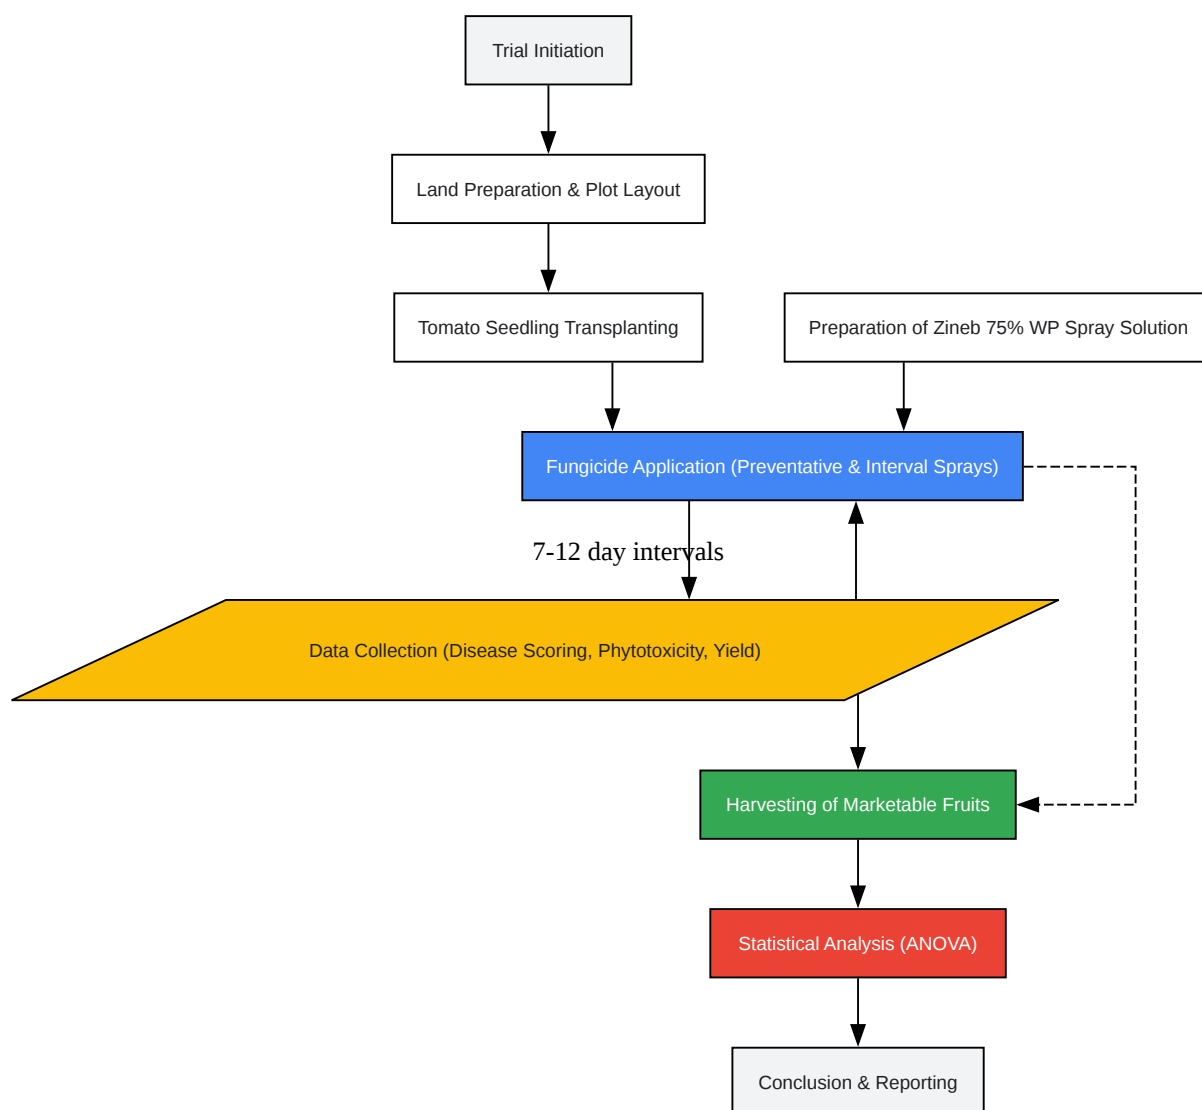 Trial Initiation
Land Preparation & Plot Layout
Tomato Seedling Transplanting
Preparation of Zineb 75% WP Spray Solution
Fungicide Application (Preventative & Interval Sprays)
7-12 day intervals
Data Collection (Disease Scoring, Phytotoxicity, Yield)
Harvesting of Marketable Fruits
Statistical Analysis (ANOVA)
Conclusion & Reporting